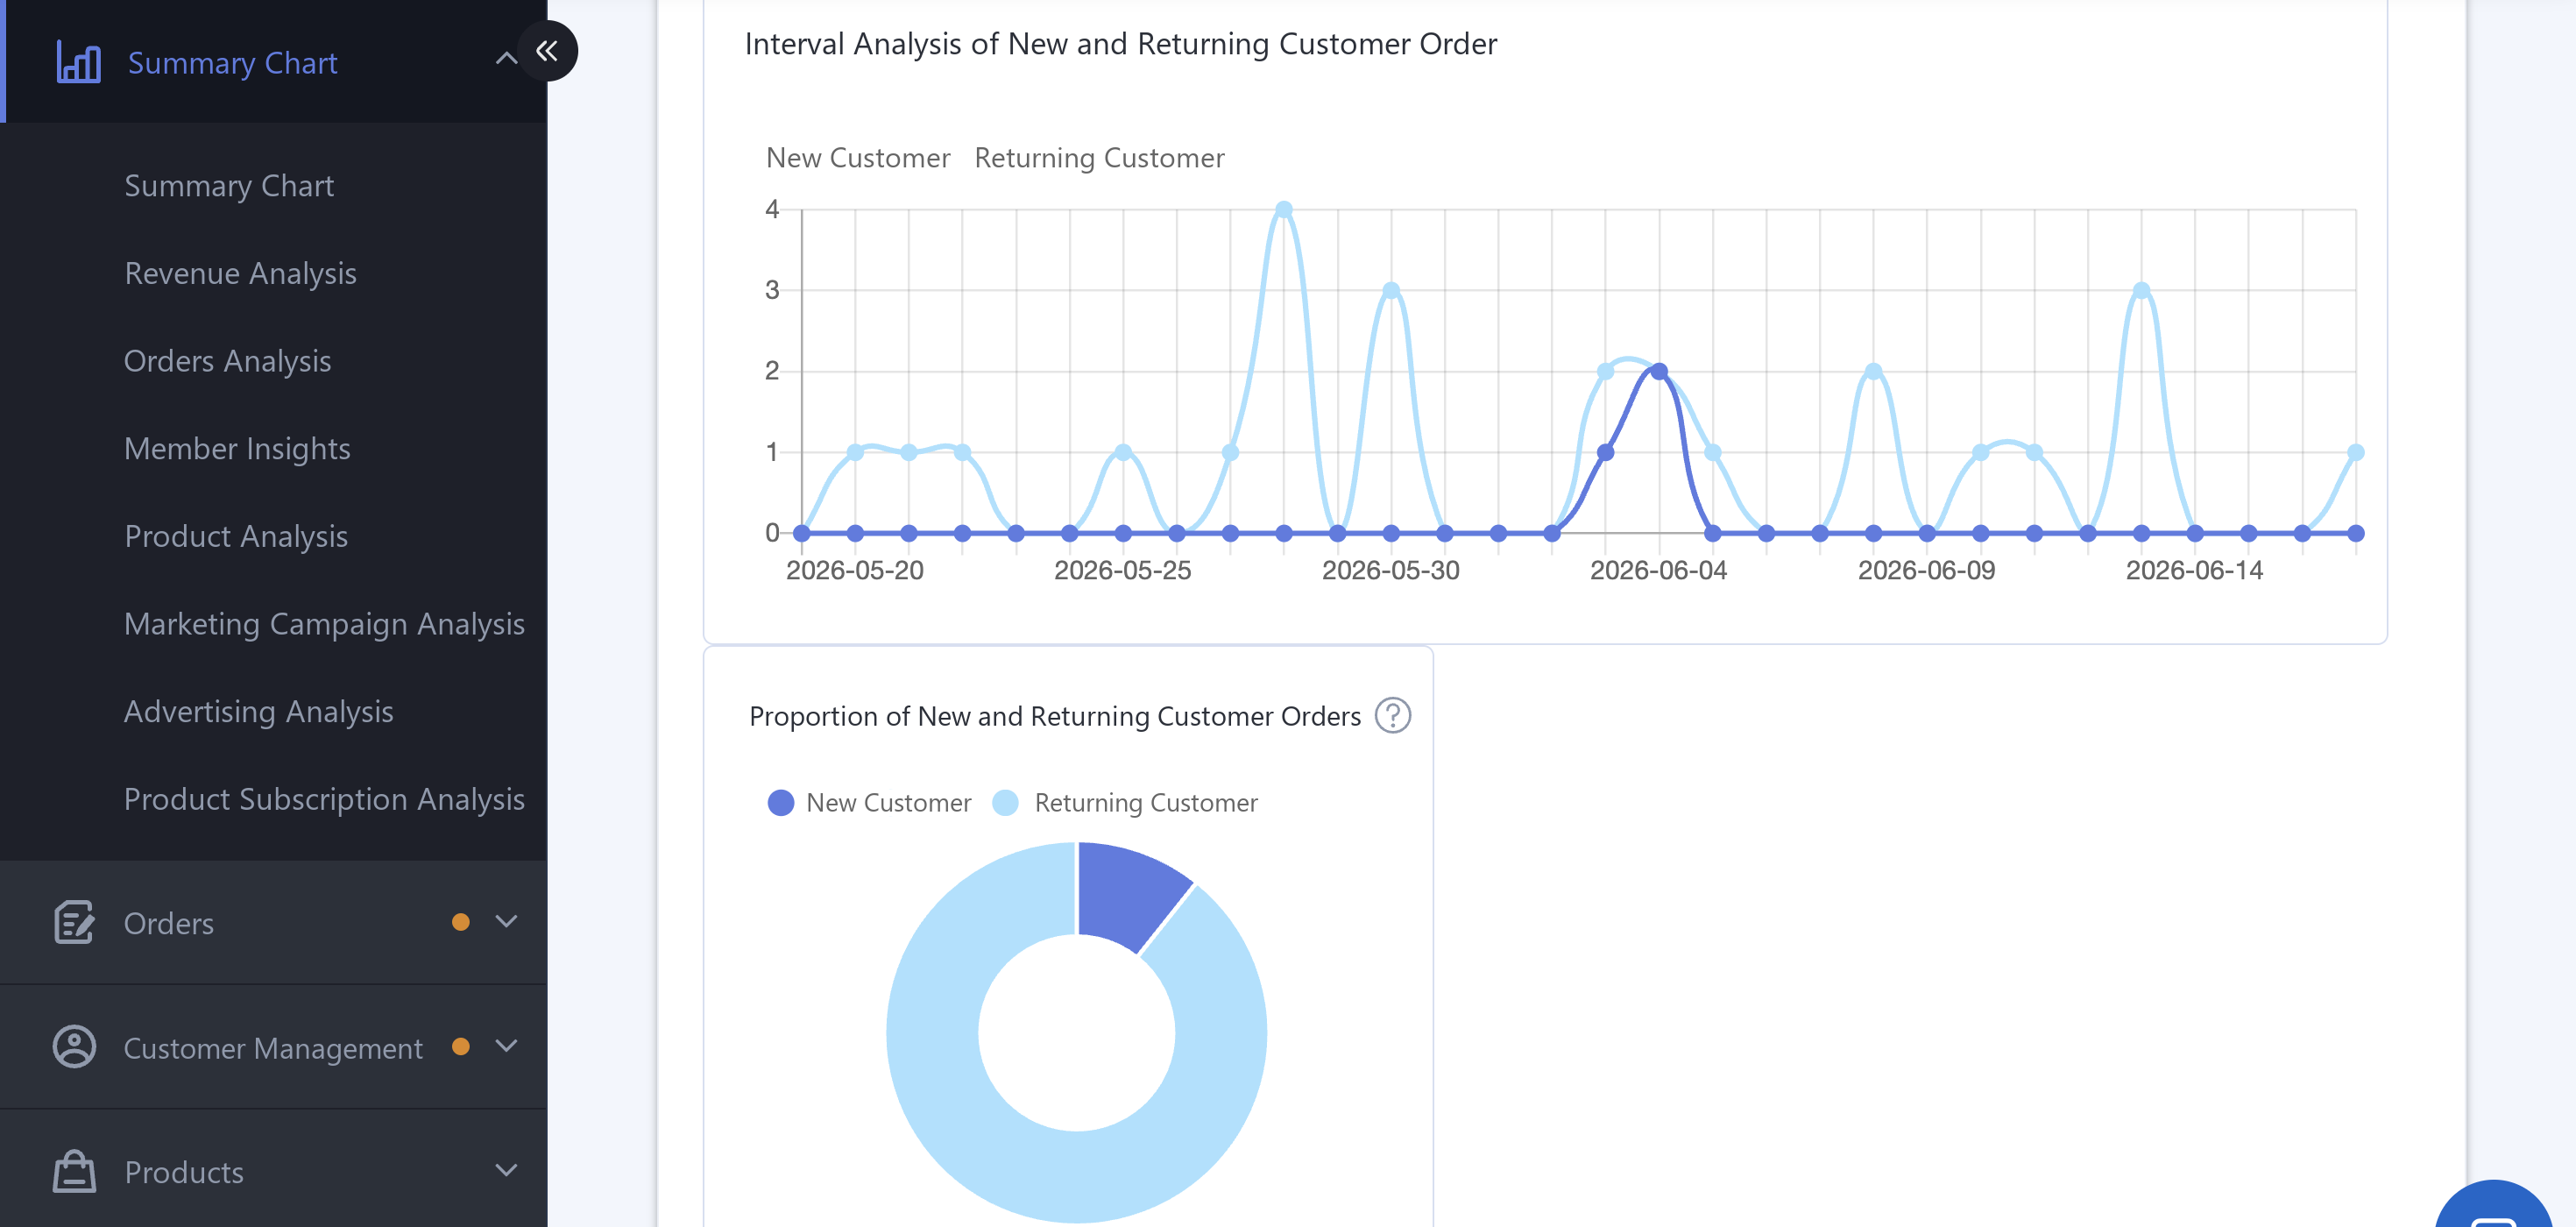 Summary Chart
Summary Chart
Revenue Analysis
Orders Analysis
Member Insights
Product Analysis
Marketing Campaign Analysis
Advertising Analysis
Product Subscription Analysis
Orders
Customer Management
Products
Interval Analysis of New and Returning Customer Order
New Customer Returning Customer
4
3
2
1
0
2026-05-20 2026-05-25 2026-05-30 2026-06-04 2026-06-09 2026-06-14
Proportion of New and Returning Customer Orders ?
New Customer Returning Customer